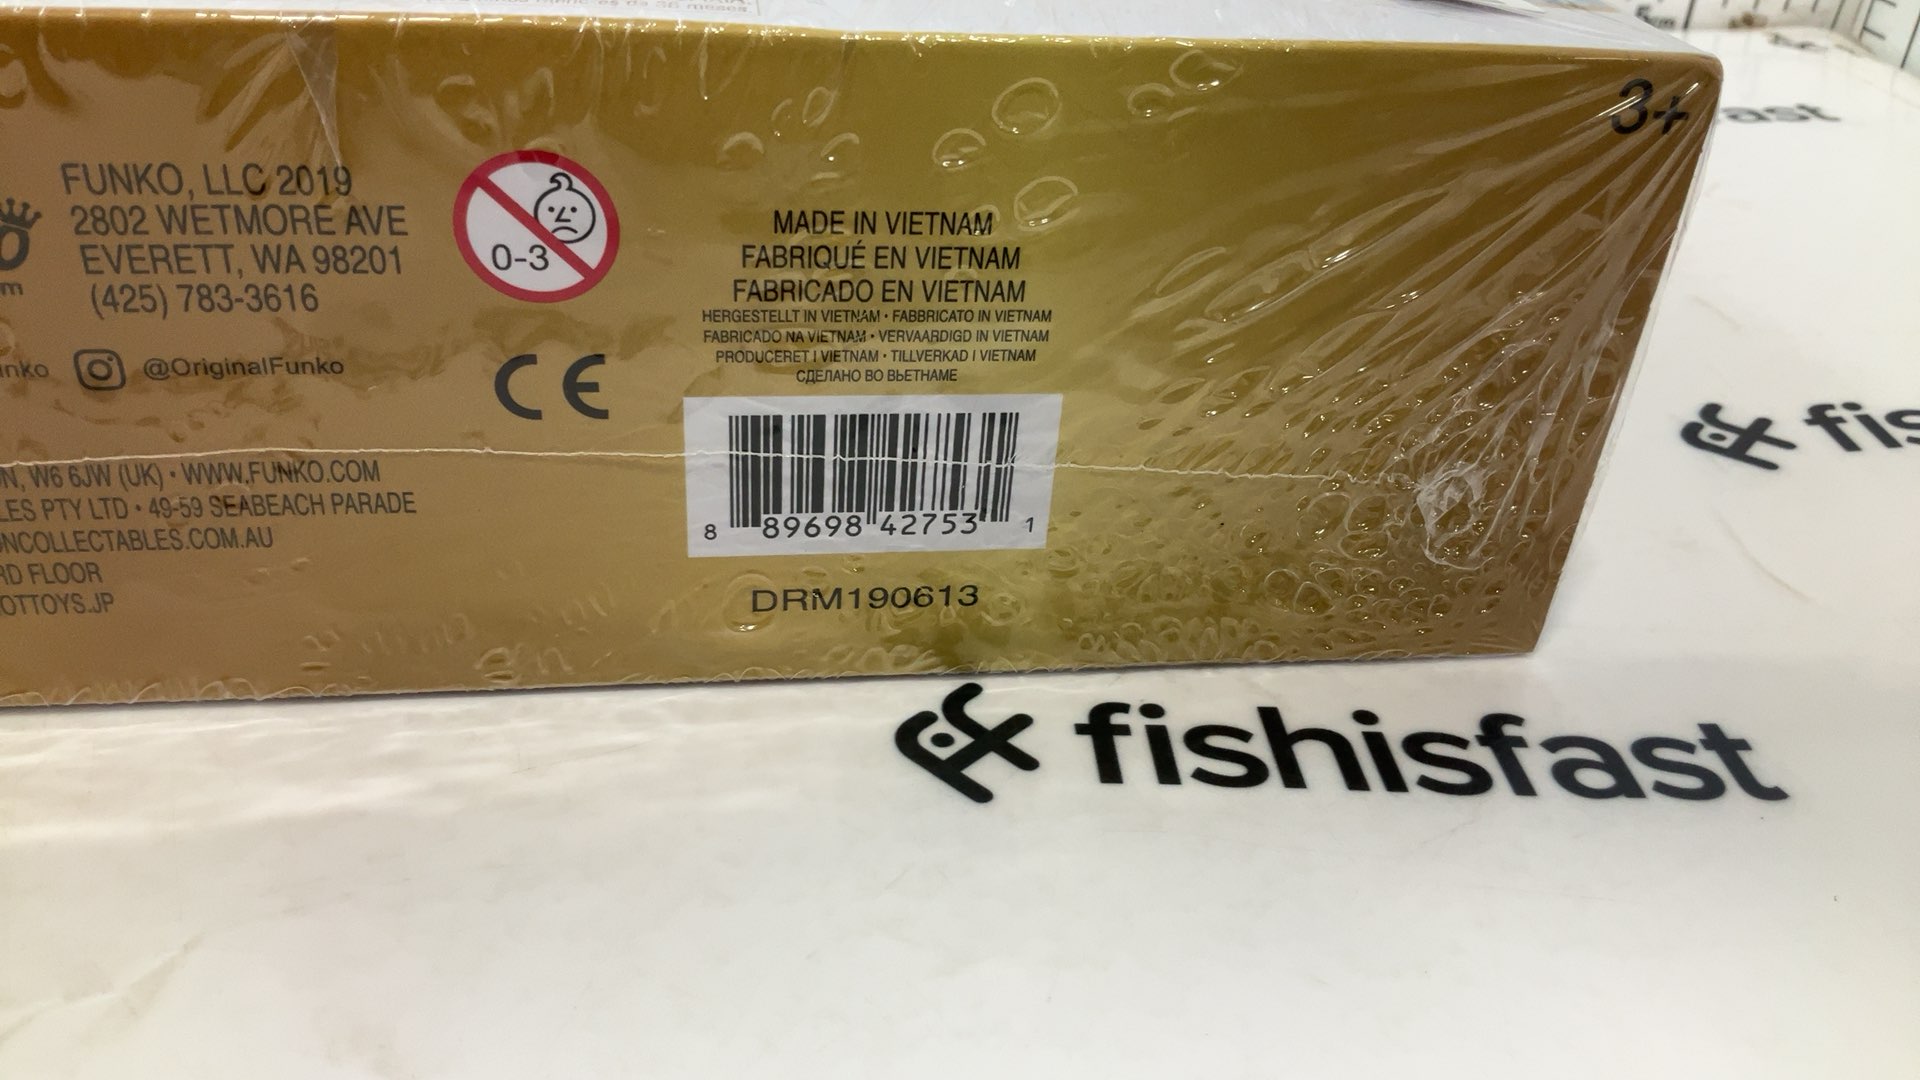 3+
FUNKO, LLC 2019
2802 WETMORE AVE
EVERETT, WA 98201
(425) 783-3616
@OriginalFunko
0-3
CE
MADE IN VIETNAM
FABRIQUÉ EN VIETNAM
FABRICADO EN VIETNAM
HERGESTELLT IN VIETNAM • FABBRICATO IN VIETNAM
FABRICADO NA VIETNAM • VERVAARDIGD IN VIETNAM
PRODUCERET I VIETNAM • TILLVERKAD I VIETNAM
СДЕЛАНО ВО ВЬЕТНАМЕ
W6 6JW (UK) • WWW.FUNKO.COM
PTY LTD • 49-59 SEABEACH PARADE
RD FLOOR
8 89698 42753 1
DRM190613
fishisfast